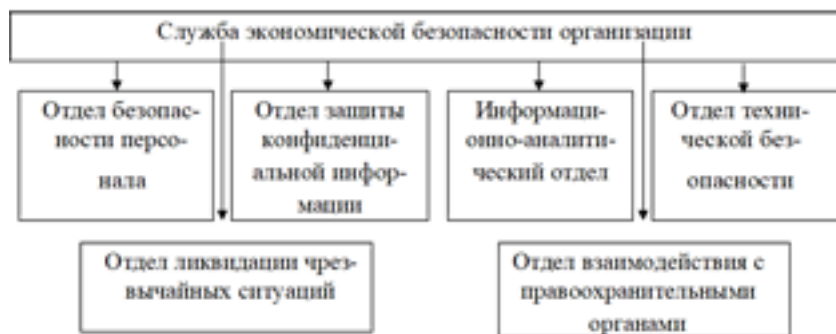 Служба экономической безопасности организации
Отдел безопас-
ности персо-
нала
Отдел защиты
конфиденци-
альной инфор-
мации
Информаци-
онно-аналити-
ческий отдел
Отдел техни-
ческой без-
опасности
Отдел ликвидации чрез-
вычайных ситуаций
Отдел взаимодействия с
правоохранительными
органами